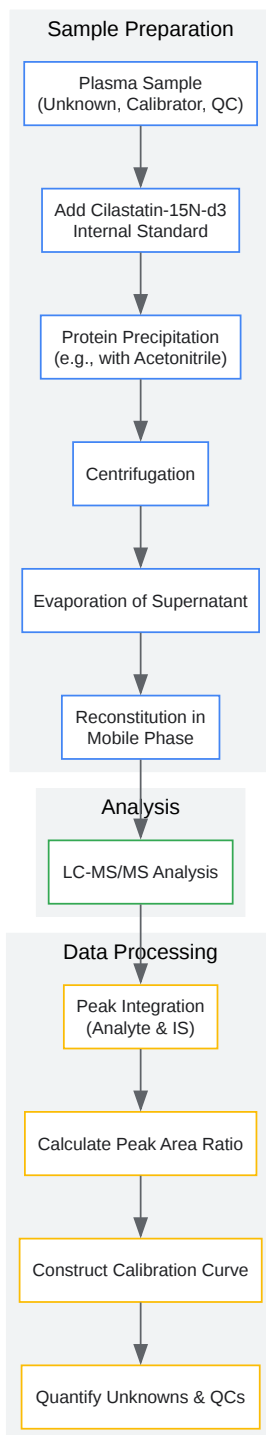 Sample Preparation
Plasma Sample
(Unknown, Calibrator, QC)
Add Cilastatin-15N-d3
Internal Standard
Protein Precipitation
(e.g., with Acetonitrile)
Centrifugation
Evaporation of Supernatant
Reconstitution in
Mobile Phase
Analysis
LC-MS/MS Analysis
Data Processing
Peak Integration
(Analyte & IS)
Calculate Peak Area Ratio
Construct Calibration Curve
Quantify Unknowns & QCs